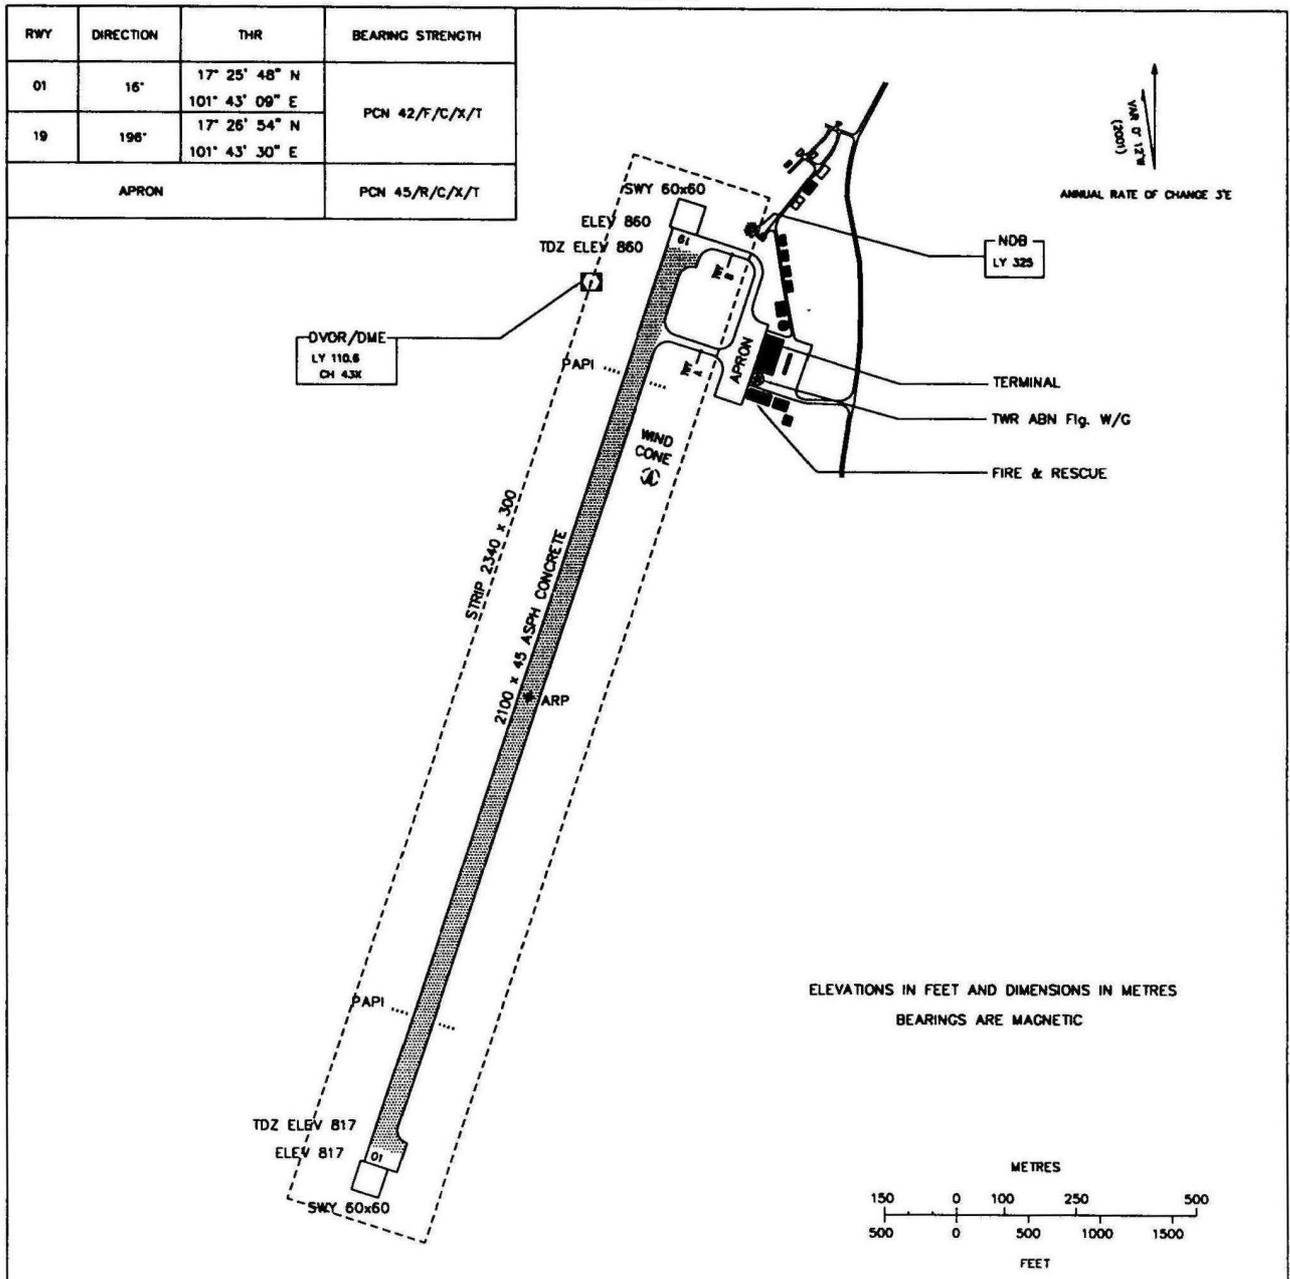 RWY DIRECTION THR BEARING STRENGTH
01 16° 17° 25' 48" N
101° 43' 09" E
PCN 42/F/C/X/T
19 196° 17° 26' 54" N
101° 43' 30" E
APRON PCN 45/R/C/X/T
VAR 0° 12'W
(2001)
ANNUAL RATE OF CHANGE 3'E
SWY 60x60
ELEV 860
TDZ ELEV 860
19
NDB
LY 325
TWY
B
DVOR/DME
LY 110.6
CH 43X
PAPI
TWY
A
APRON
TERMINAL
TWR ABN Flg. W/G
FIRE & RESCUE
WIND
CONE
STRIP 2340 x 300
2100 x 45 ASPH CONCRETE
ARP
PAPI
ELEVATIONS IN FEET AND DIMENSIONS IN METRES
BEARINGS ARE MAGNETIC
TDZ ELEV 817
ELEV 817
01
SWY 60x60
METRES
150 0 100 250 500
500 0 500 1000 1500
FEET